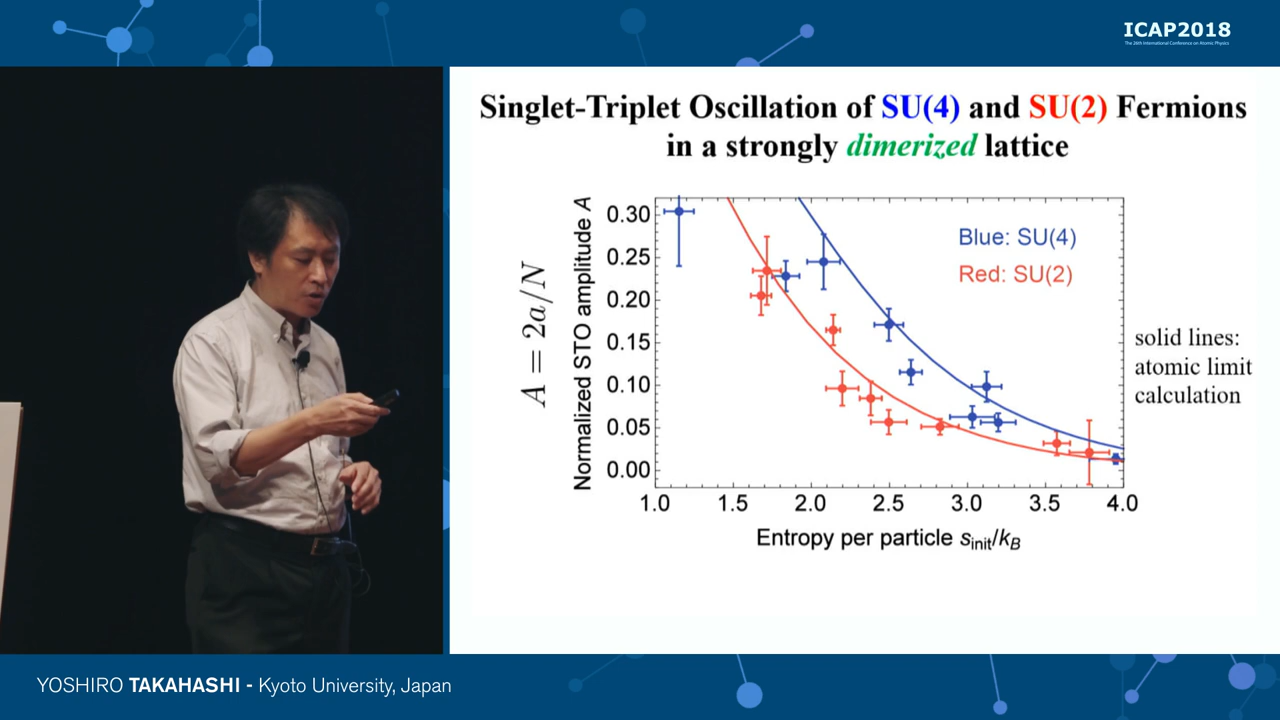 ICAP2018
The 26th International Conference on Atomic Physics
Singlet-Triplet Oscillation of SU(4) and SU(2) Fermions
in a strongly dimerized lattice
A = 2a/N
Normalized STO amplitude A
0.30
0.25
0.20
0.15
0.10
0.05
0.00
Blue: SU(4)
Red: SU(2)
solid lines:
atomic limit
calculation
1.0 1.5 2.0 2.5 3.0 3.5 4.0
Entropy per particle sinit/kB
YOSHIRO TAKAHASHI - Kyoto University, Japan